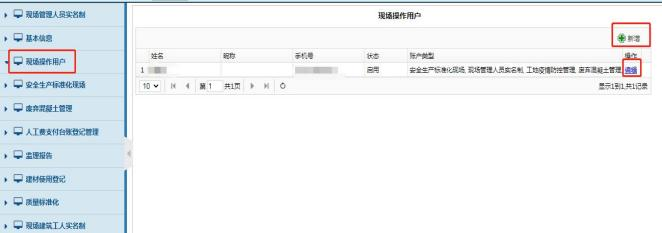 现场管理人员实名制
基本信息
现场操作用户
安全生产标准化现场
废弃混凝土管理
人工费支付台账登记管理
监理报告
建材使用登记
质量标准化
现场建筑工人实名制
现场操作用户
新增
姓名 昵称 手机号 状态 账户类型 操作
1 启用 安全生产标准化现场, 现场管理人员实名制, 工地疫情防控管理, 废弃混凝土管理, 编辑
10 第 1 共1页 显示1到1,共1记录